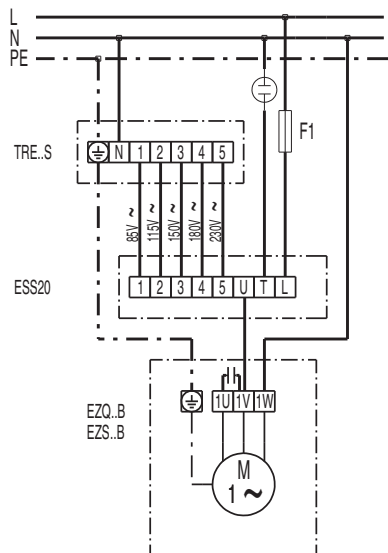 L
N
PE
F1
TRE..S
N 1 2 3 4 5
85V ~
115V ~
150V ~
180V ~
230V ~
ESS20
1 2 3 4 5 U T L
EZQ..B
EZS..B
1U 1V 1W
M
1 ~